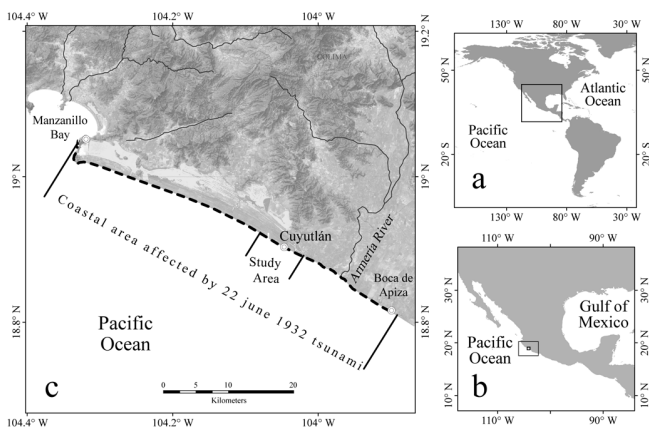 104.4° W
104.2° W
104° W
c
19.2° N
19° N
18.8° N
COLIMA
Manzanillo
Bay
19° N
18.8° N
Coastal area affected by 22 june 1932 tsunami
Cuyutlán
Study
Area
Armería River
Boca de
Apiza
Pacific
Ocean
0
5
10
20
Kilometers
104.4° W
104.2° W
104° W
130° W
80° W
30° W
50° N
20° S
50° N
20° S
Atlantic
Ocean
Pacific
Ocean
a
130° W
80° W
30° W
110° W
90° W
30° N
20° N
10° N
30° N
20° N
10° N
Gulf of
Mexico
Pacific
Ocean
b
110° W
90° W